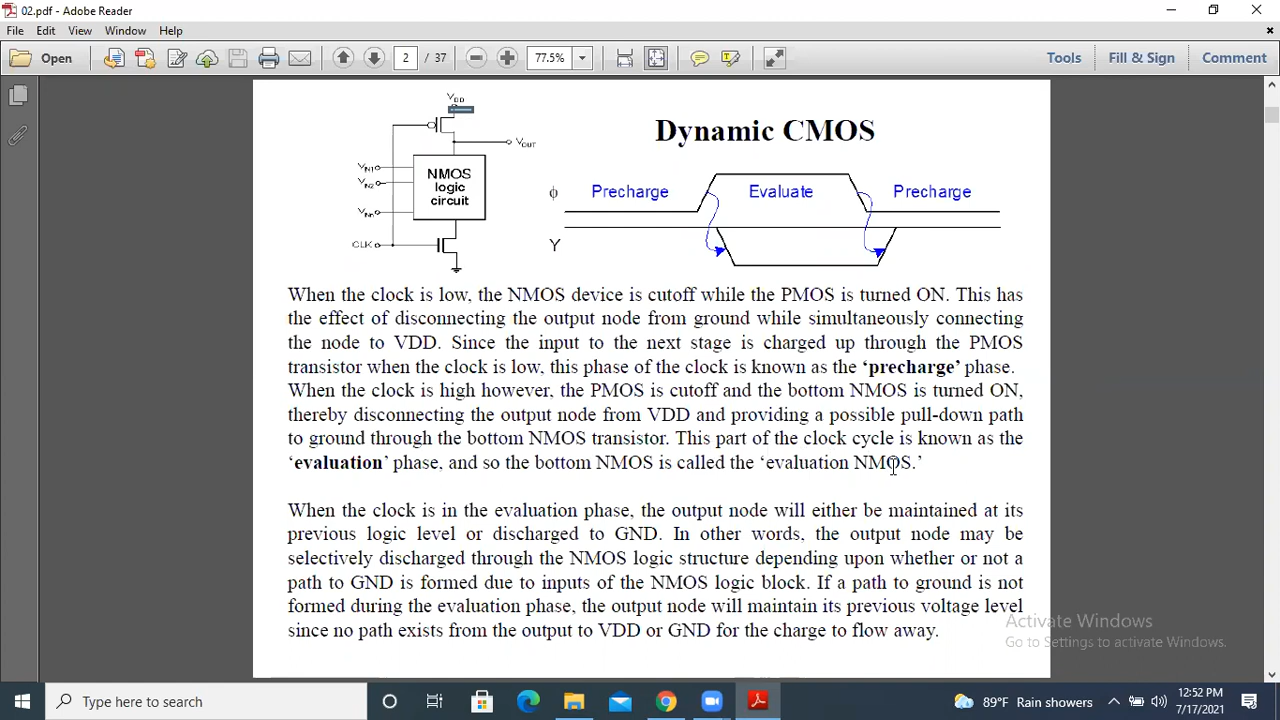 02.pdf - Adobe Reader
File Edit View Window Help
Open 2 / 37 77.5% Tools Fill & Sign Comment
VDD
VOUT
VIN1
VIN2
VINn
NMOS
logic
circuit
CLK
Dynamic CMOS
ϕ Precharge Evaluate Precharge
Y
When the clock is low, the NMOS device is cutoff while the PMOS is turned ON. This has
the effect of disconnecting the output node from ground while simultaneously connecting
the node to VDD. Since the input to the next stage is charged up through the PMOS
transistor when the clock is low, this phase of the clock is known as the ‘precharge’ phase.
When the clock is high however, the PMOS is cutoff and the bottom NMOS is turned ON,
thereby disconnecting the output node from VDD and providing a possible pull-down path
to ground through the bottom NMOS transistor. This part of the clock cycle is known as the
‘evaluation’ phase, and so the bottom NMOS is called the ‘evaluation NMOS.’
When the clock is in the evaluation phase, the output node will either be maintained at its
previous logic level or discharged to GND. In other words, the output node may be
selectively discharged through the NMOS logic structure depending upon whether or not a
path to GND is formed due to inputs of the NMOS logic block. If a path to ground is not
formed during the evaluation phase, the output node will maintain its previous voltage level
since no path exists from the output to VDD or GND for the charge to flow away.
Activate Windows
Go to Settings to activate Windows.
Type here to search
89°F Rain showers
12:52 PM
7/17/2021